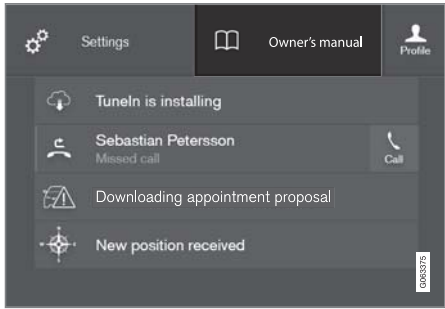 Settings
Owner's manual
Profile
TuneIn is installing
Sebastian Petersson
Missed call
Call
Downloading appointment proposal
New position received
G063375